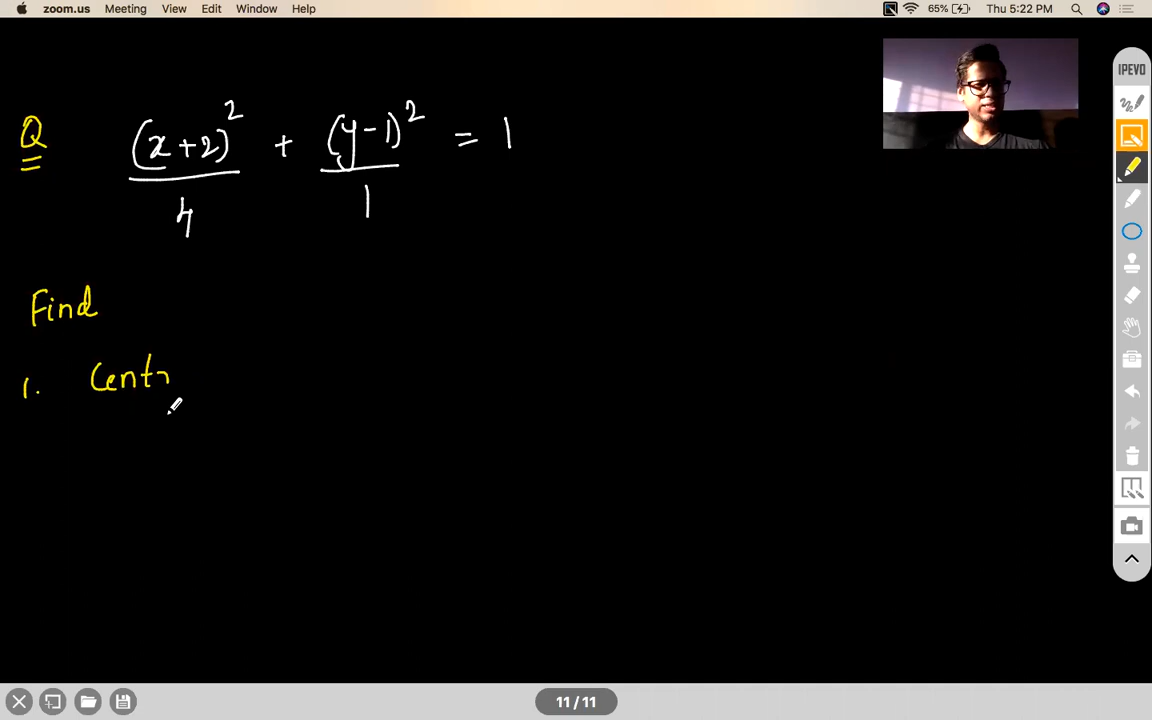 zoom.us Meeting View Edit Window Help 65% Thu 5:22 PM
IPEVO
Q (x+2)²/4 + (y-1)²/1 = 1
Find
1. Centr
11/11